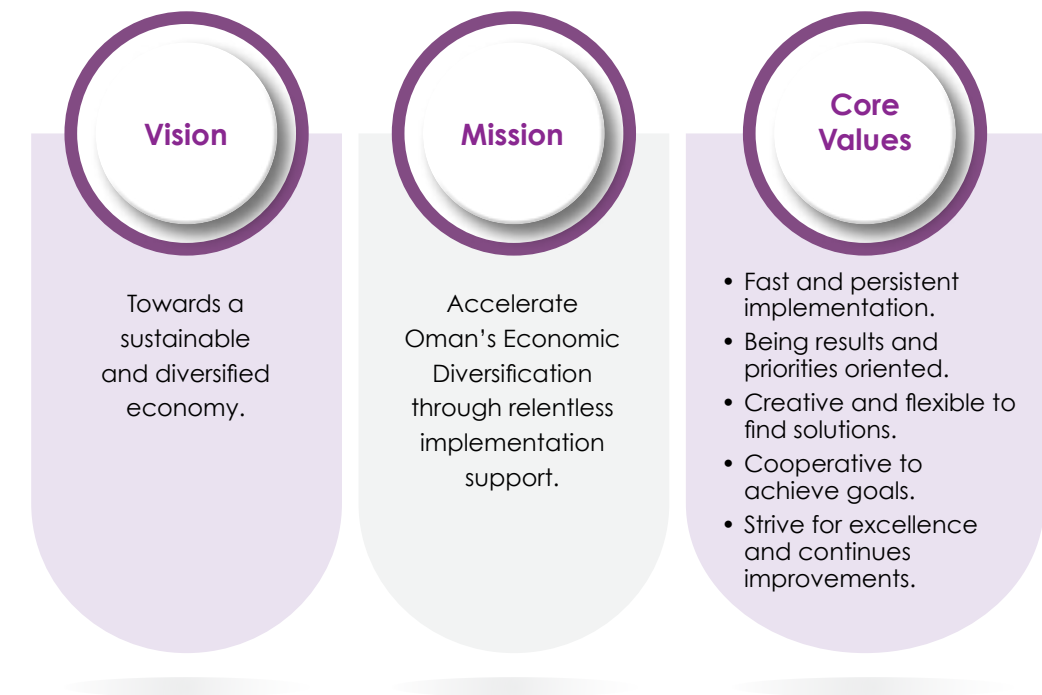 Vision
Towards a
sustainable
and diversified
economy.
Mission
Accelerate
Oman’s Economic
Diversification
through relentless
implementation
support.
Core
Values
• Fast and persistent
implementation.
• Being results and
priorities oriented.
• Creative and flexible to
find solutions.
• Cooperative to
achieve goals.
• Strive for excellence
and continues
improvements.